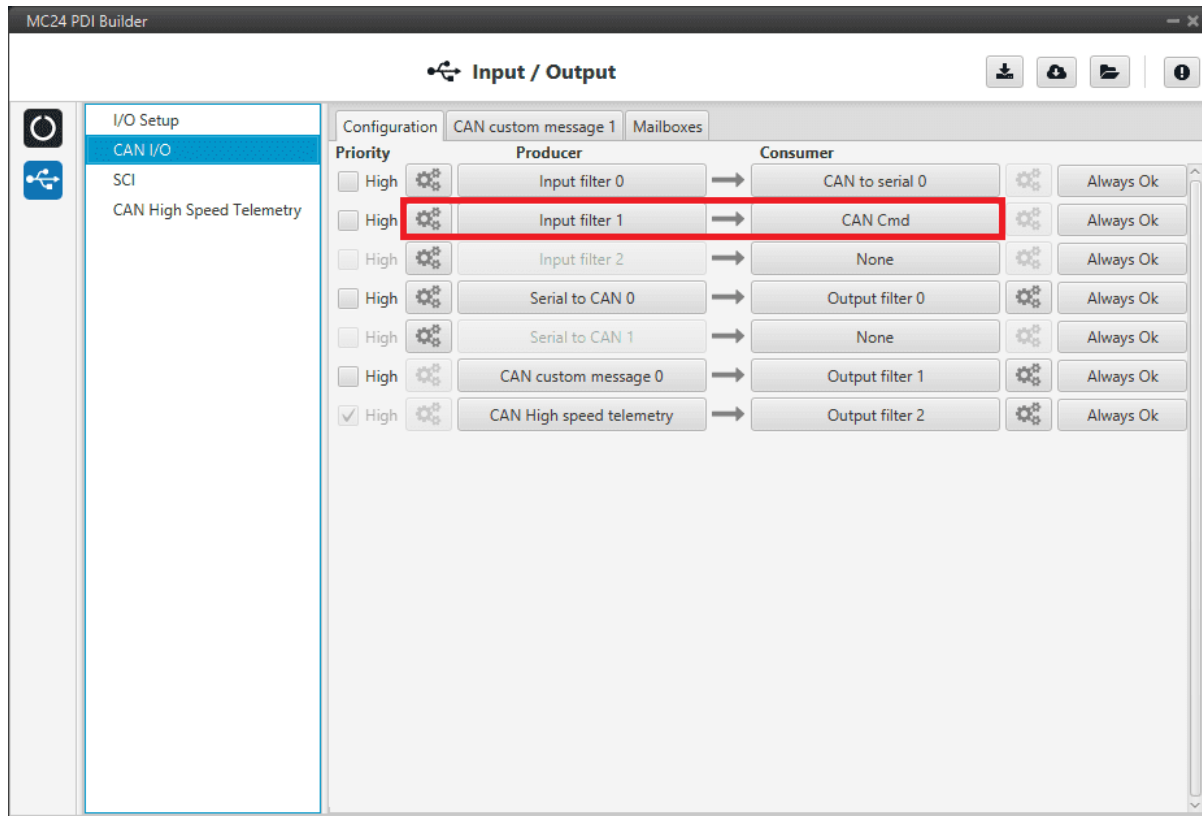 MC24 PDI Builder
Input / Output
I/O Setup
CAN I/O
SCI
CAN High Speed Telemetry
Configuration CAN custom message 1 Mailboxes
Priority Producer Consumer
High Input filter 0 CAN to serial 0 Always Ok
High Input filter 1 CAN Cmd Always Ok
High Input filter 2 None Always Ok
High Serial to CAN 0 Output filter 0 Always Ok
High Serial to CAN 1 None Always Ok
High CAN custom message 0 Output filter 1 Always Ok
High CAN High speed telemetry Output filter 2 Always Ok